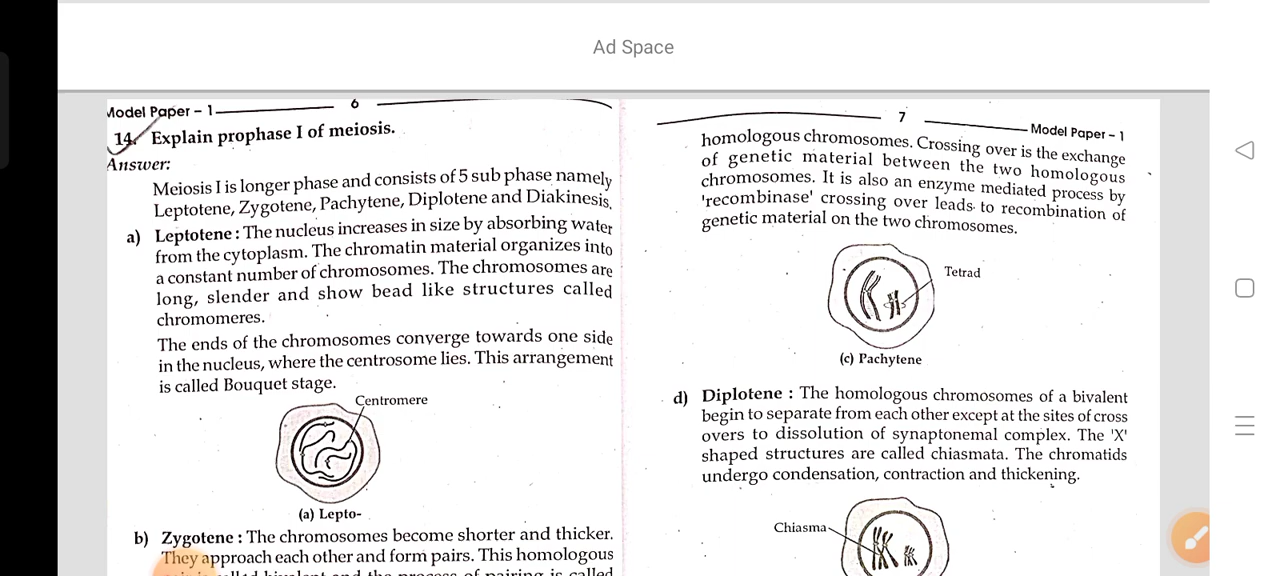 Ad Space
Model Paper – 1
6
14. Explain prophase I of meiosis.
Answer:
Meiosis I is longer phase and consists of 5 sub phase namely
Leptotene, Zygotene, Pachytene, Diplotene and Diakinesis.
a) Leptotene : The nucleus increases in size by absorbing water
from the cytoplasm. The chromatin material organizes into
a constant number of chromosomes. The chromosomes are
long, slender and show bead like structures called
chromomeres.
The ends of the chromosomes converge towards one side
in the nucleus, where the centrosome lies. This arrangement
is called Bouquet stage.
Centromere
(a) Lepto-
b) Zygotene : The chromosomes become shorter and thicker.
They approach each other and form pairs. This homologous
bivalent and the process of pairing is called
7
Model Paper – 1
homologous chromosomes. Crossing over is the exchange
of genetic material between the two homologous
chromosomes. It is also an enzyme mediated process by
'recombinase' crossing over leads to recombination of
genetic material on the two chromosomes.
Tetrad
(c) Pachytene
d) Diplotene : The homologous chromosomes of a bivalent
begin to separate from each other except at the sites of cross
overs to dissolution of synaptonemal complex. The 'X'
shaped structures are called chiasmata. The chromatids
undergo condensation, contraction and thickening.
Chiasma